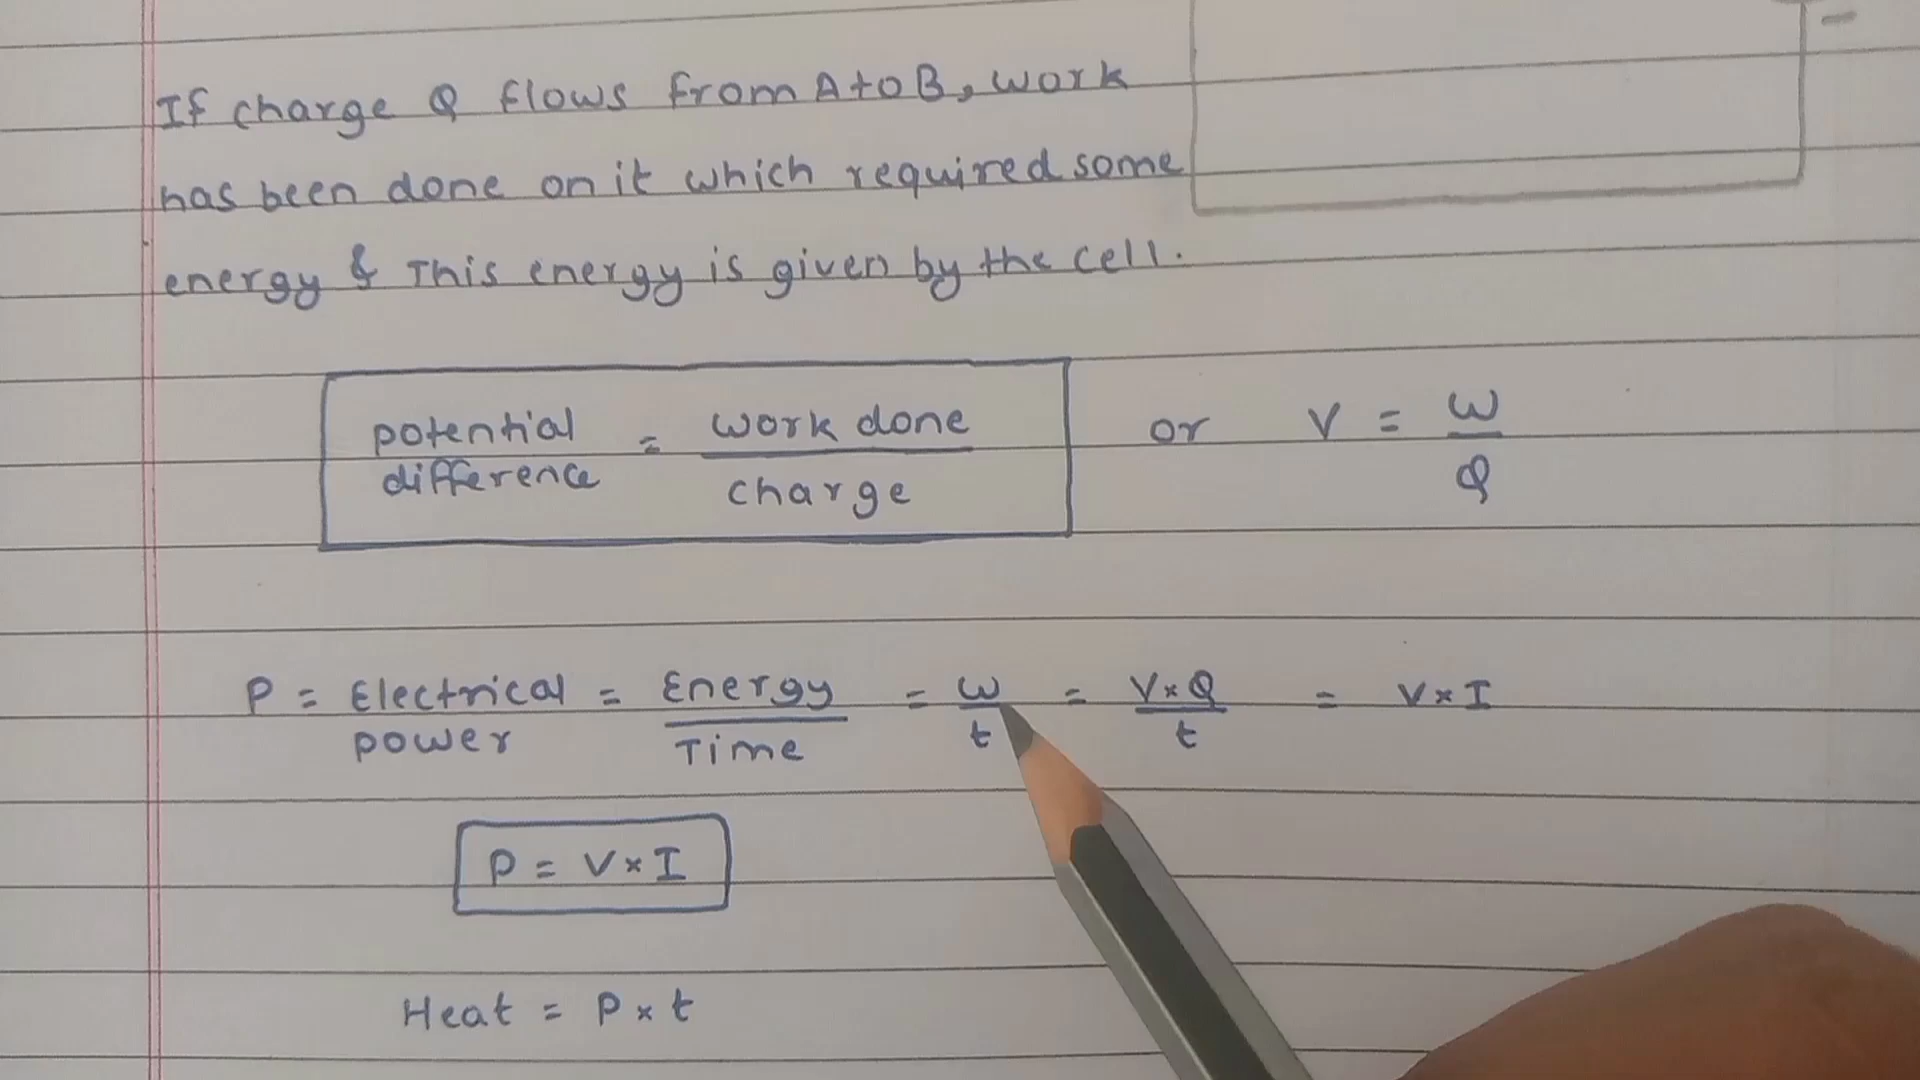 If charge Q flows from A to B, work
has been done on it which required some
energy & This energy is given by the cell.
potential difference = work done / charge or V = W / Q
P = Electrical power = Energy / Time = W / t = V × Q / t = V × I
P = V × I
Heat = P × t